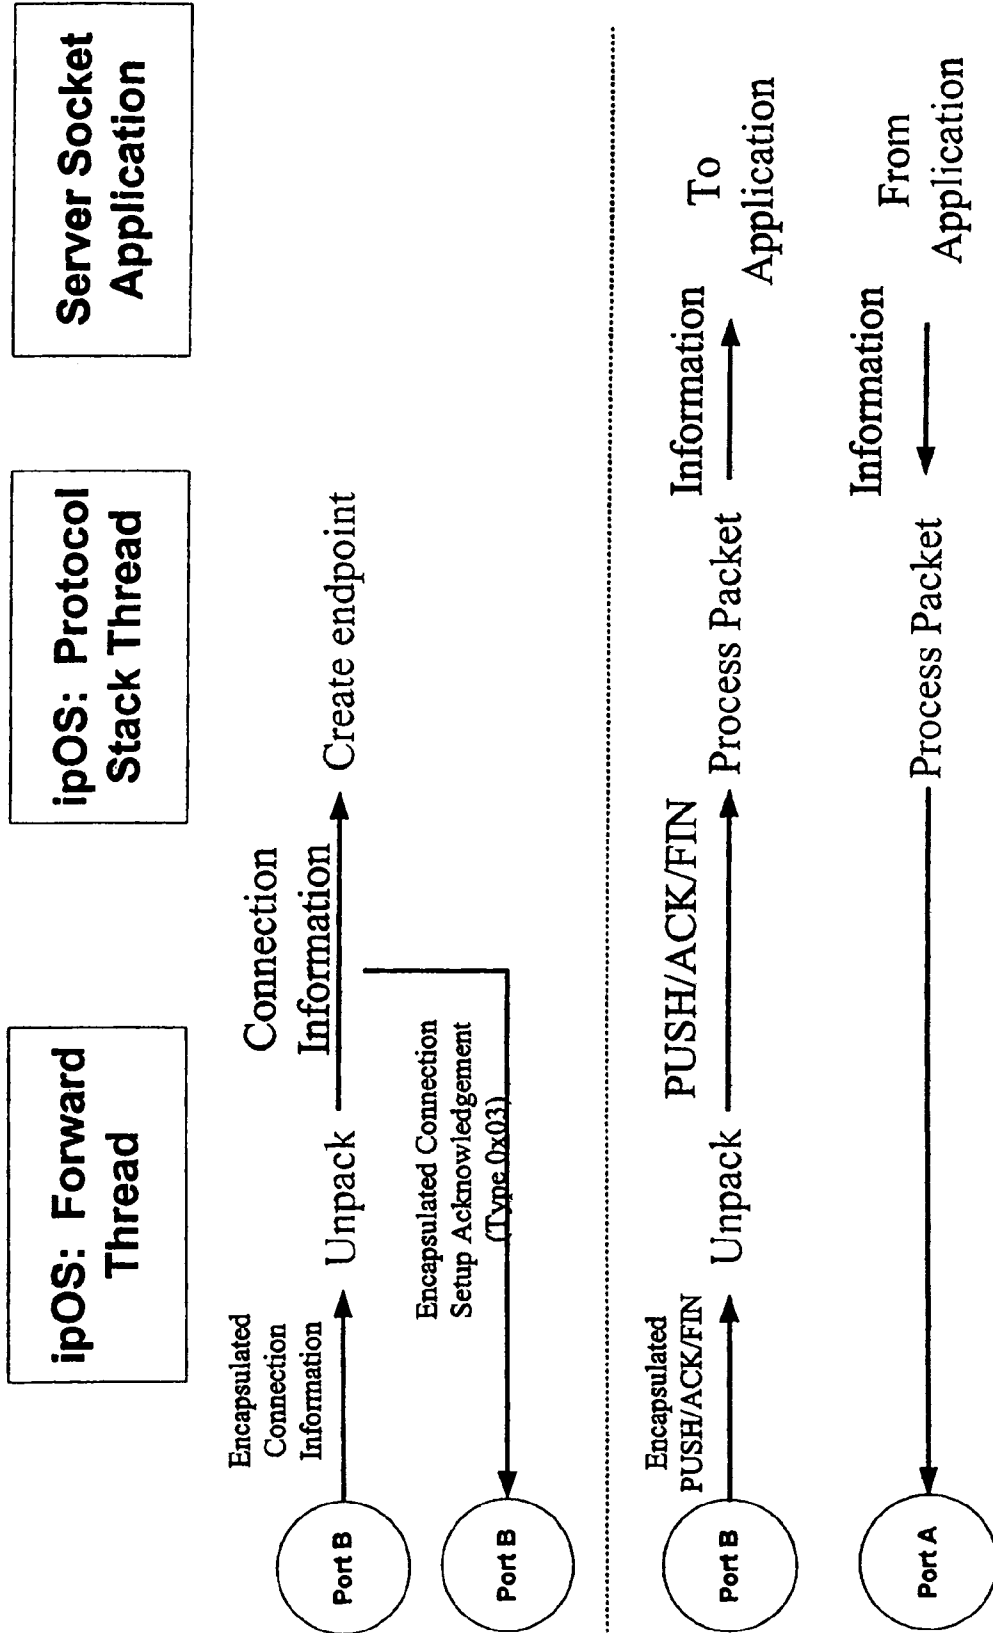 ipOS: Forward
Thread
ipOS: Protocol
Stack Thread
Server Socket
Application
Encapsulated
Connection
Information
Port B
Unpack
Connection
Information
Create endpoint
Port B
Encapsulated Connection
Setup Acknowledgement
(Type 0x03)
Port B
Encapsulated
PUSH/ACK/FIN
Unpack
PUSH/ACK/FIN
Process Packet
Information
To
Application
Port A
Process Packet
Information
From
Application